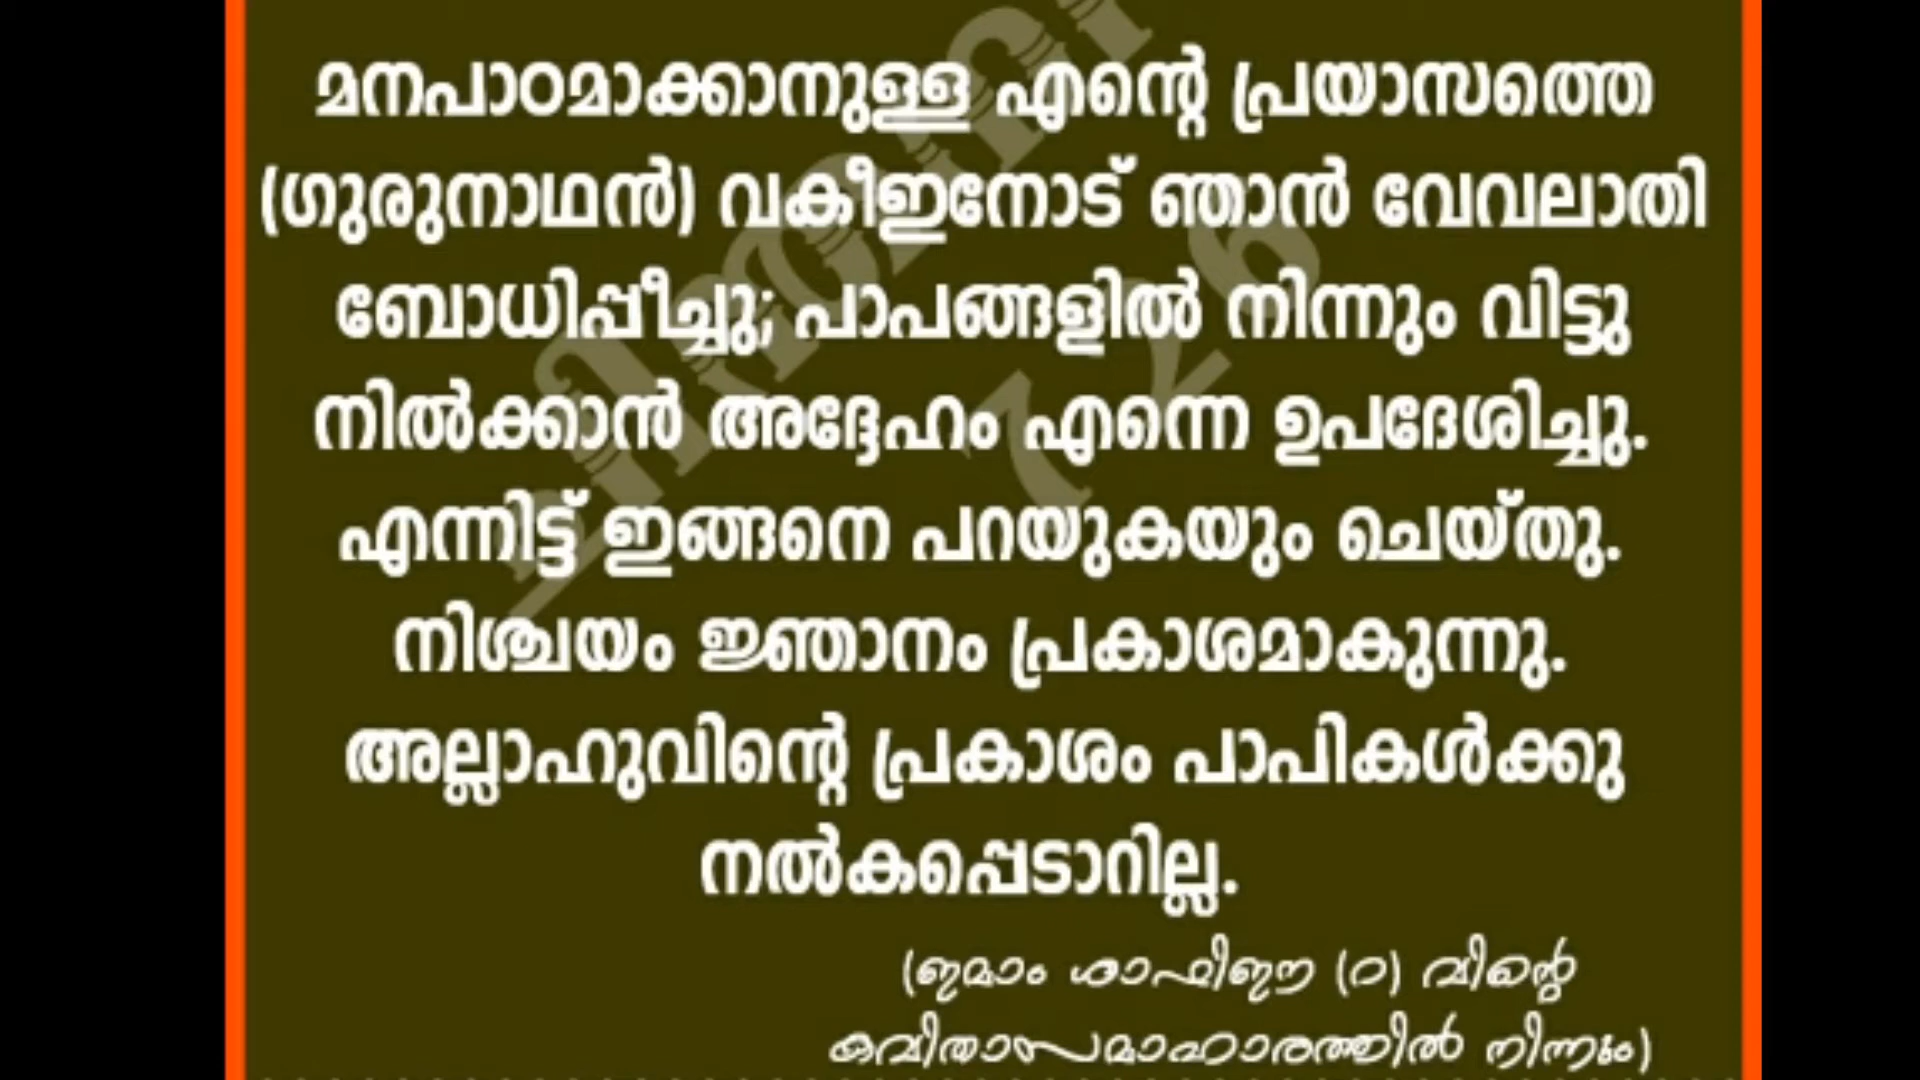 മനപാഠമാക്കാനുള്ള എന്റെ പ്രയാസത്തെ
(ഗുരുനാഥൻ) വകീഇനോട് ഞാൻ വേവലാതി
ബോധിപ്പീച്ചു; പാപങ്ങളിൽ നിന്നും വിട്ടു
നിൽക്കാൻ അദ്ദേഹം എന്നെ ഉപദേശിച്ചു.
എന്നിട്ട് ഇങ്ങനെ പറയുകയും ചെയ്തു.
നിശ്ചയം ജ്ഞാനം പ്രകാശമാകുന്നു.
അല്ലാഹുവിന്റെ പ്രകാശം പാപികൾക്കു
നൽകപ്പെടാറില്ല.
(ഇമാം ശാഫിഇൗ (റ) വിന്റെ
കവിതാസമാഹാരത്തിൽ നിന്നും)